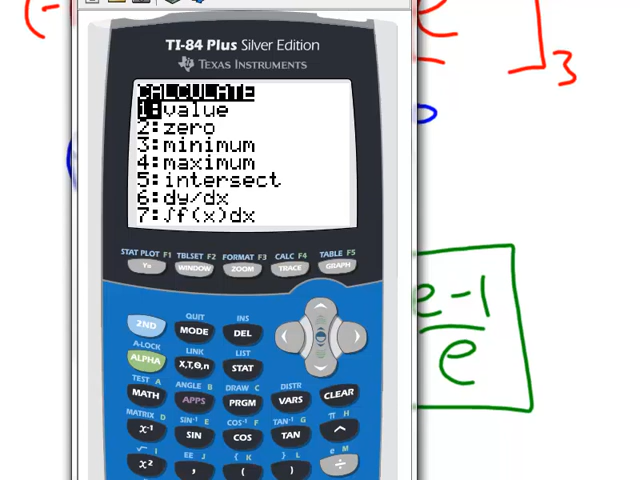 TI-84 Plus Silver Edition
TEXAS INSTRUMENTS
CALCULATE
1:value
2:zero
3:minimum
4:maximum
5:intersect
6:dy/dx
7:∫f(x)dx
STAT PLOT F1 TBLSET F2 FORMAT F3 CALC F4 TABLE F5
Y= WINDOW ZOOM TRACE GRAPH
QUIT INS
2ND MODE DEL
A-LOCK LINK LIST
ALPHA X,T,Θ,n STAT
TEST A ANGLE B DRAW C DISTR
MATH APPS PRGM VARS CLEAR
MATRIX D SIN⁻¹ E COS⁻¹ F TAN⁻¹ G π H
x⁻¹ SIN COS TAN ^
√ I EE J { K } L e M
x² , ( ) ÷
(-
e
]3
e-1
e